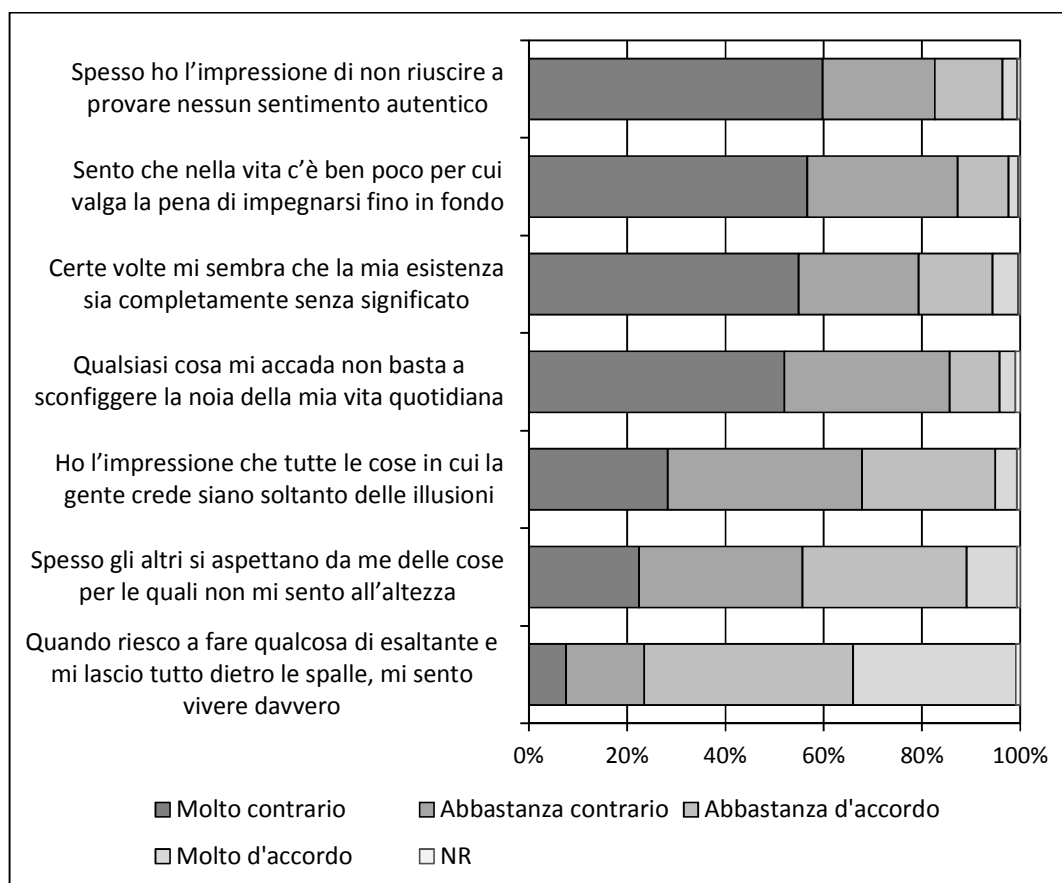 Spesso ho l’impressione di non riuscire a
provare nessun sentimento autentico
Sento che nella vita c’è ben poco per cui
valga la pena di impegnarsi fino in fondo
Certe volte mi sembra che la mia esistenza
sia completamente senza significato
Qualsiasi cosa mi accada non basta a
sconfiggere la noia della mia vita quotidiana
Ho l’impressione che tutte le cose in cui la
gente crede siano soltanto delle illusioni
Spesso gli altri si aspettano da me delle cose
per le quali non mi sento all’altezza
Quando riesco a fare qualcosa di esaltante e
mi lascio tutto dietro le spalle, mi sento
vivere davvero
0% 20% 40% 60% 80% 100%
Molto contrario Abbastanza contrario Abbastanza d'accordo
Molto d'accordo NR